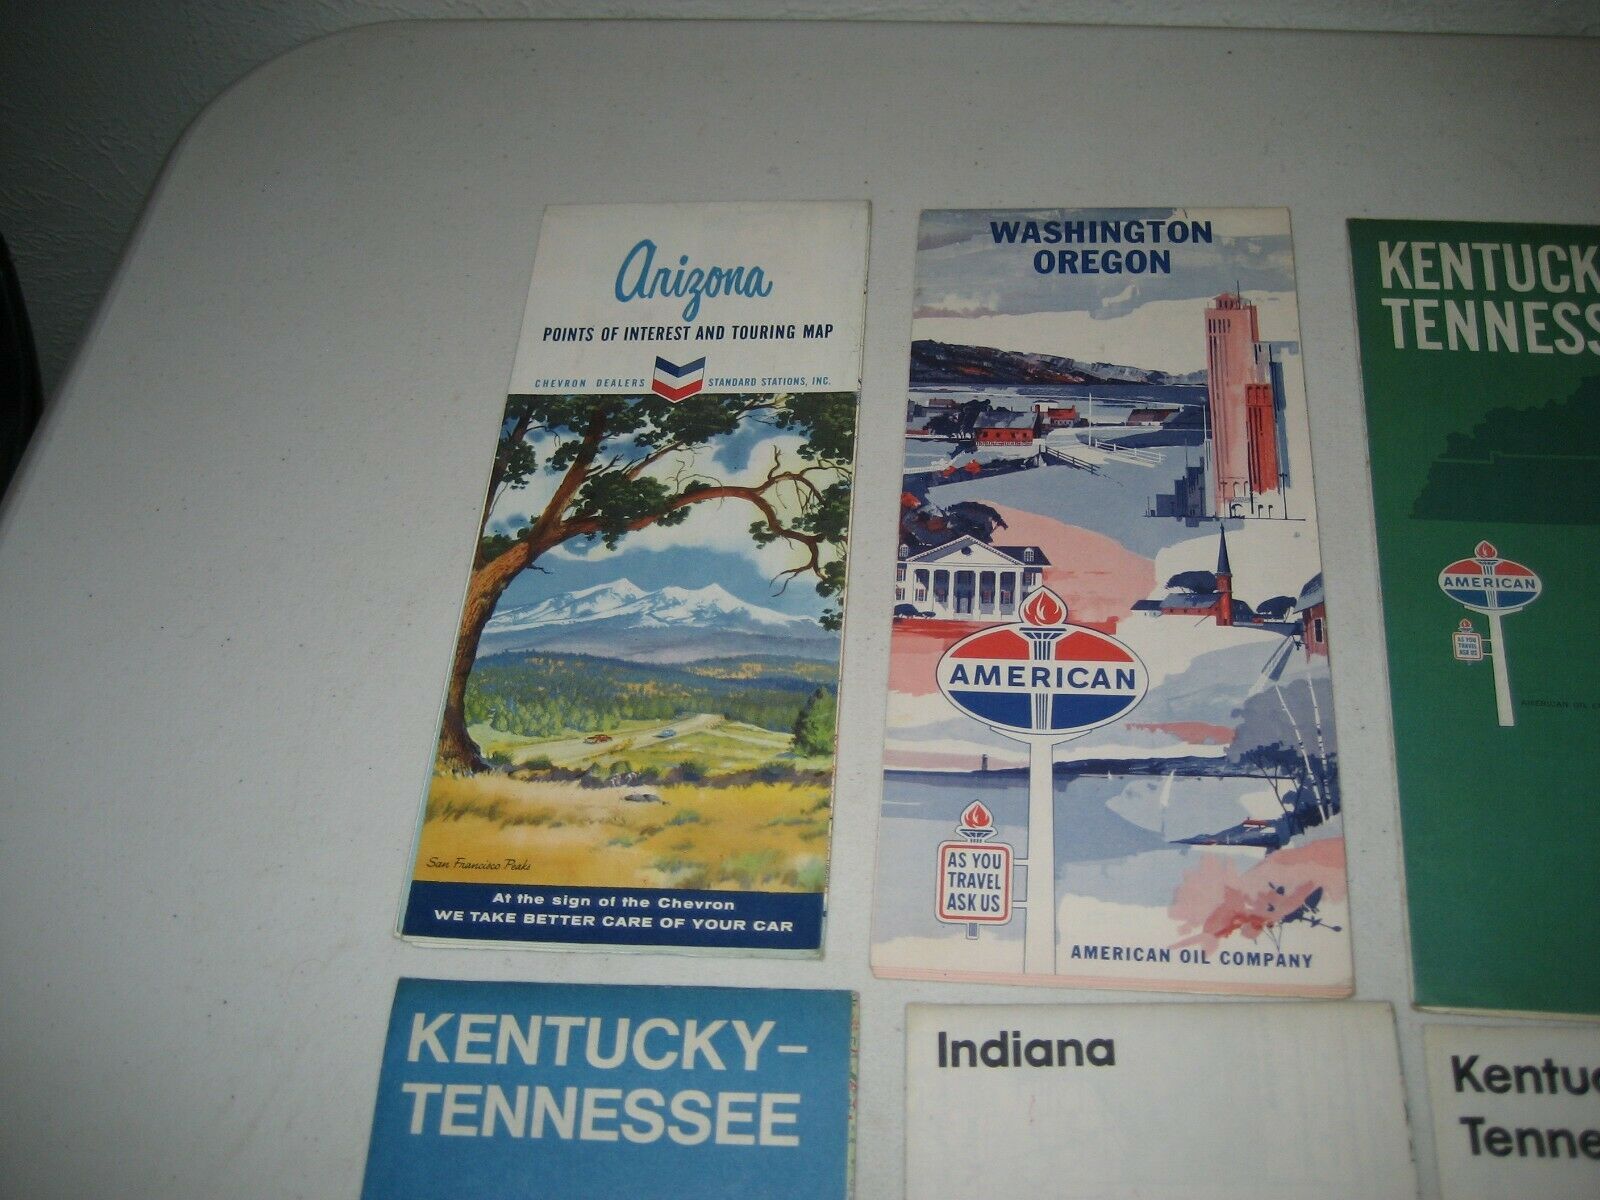 Arizona
POINTS OF INTEREST AND TOURING MAP
CHEVRON DEALERS STANDARD STATIONS, INC.
San Francisco Peaks
At the sign of the Chevron
WE TAKE BETTER CARE OF YOUR CAR
WASHINGTON
OREGON
AMERICAN
AS YOU
TRAVEL
ASK US
AMERICAN OIL COMPANY
KENTUCK
TENNESS
AMERICAN
AS YOU
TRAVEL
ASK US
AMERICAN OIL C
KENTUCKY-
TENNESSEE
Indiana
Kentuc
Tenne